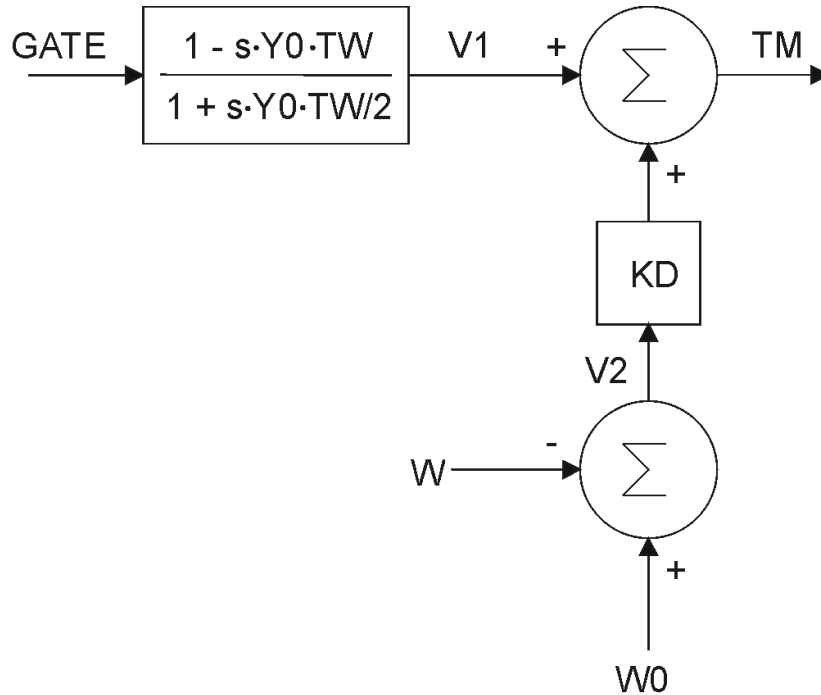 GATE
1 - s·Y0·TW
1 + s·Y0·TW/2
V1
+
Σ
TM
+
KD
V2
-
W
Σ
+
W0